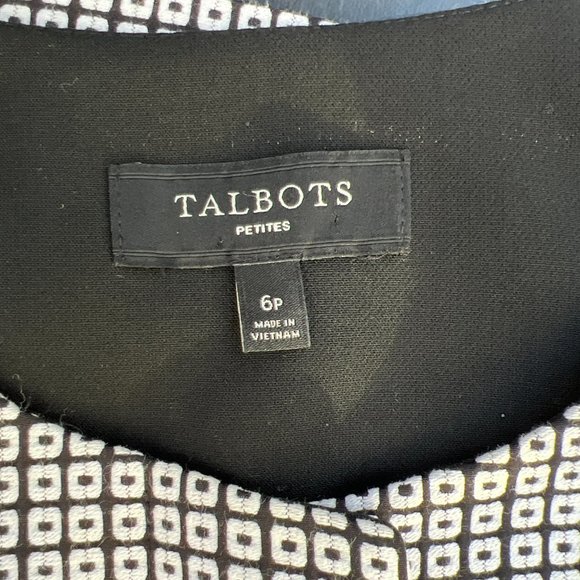 TALBOTS
PETITES
6P
MADE IN
VIETNAM